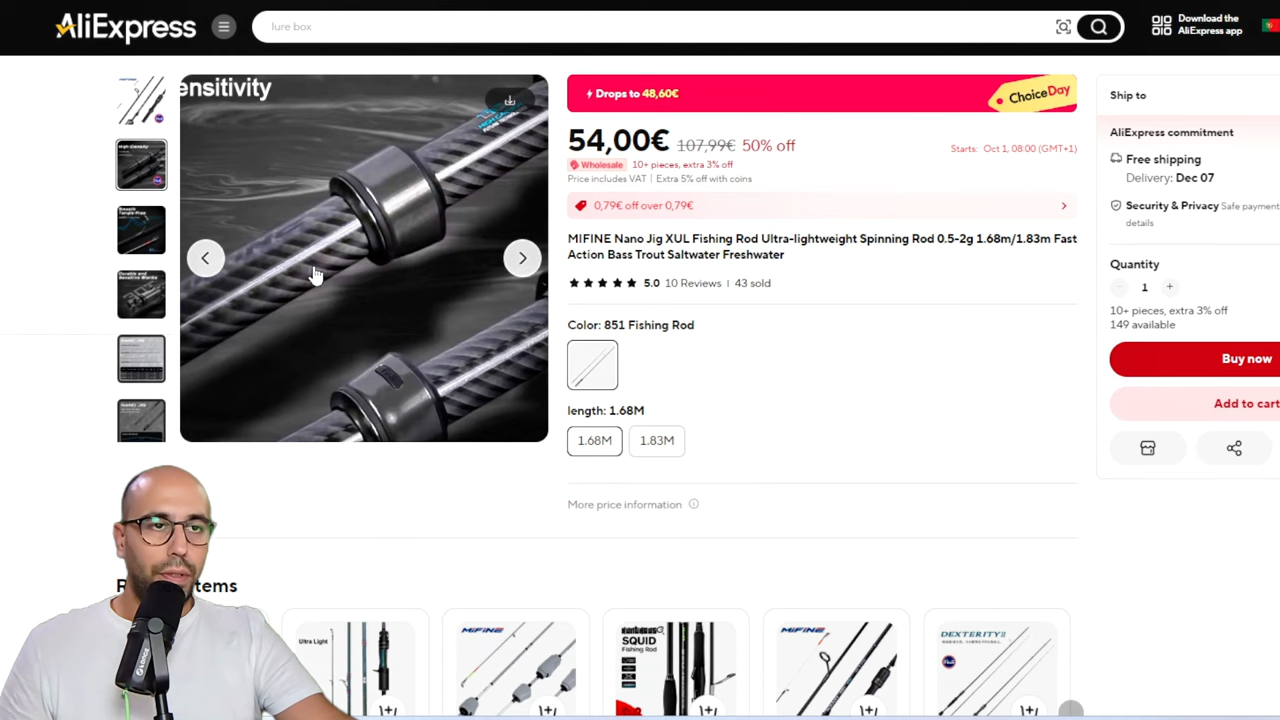 AliExpress
lure box
Download the
AliExpress app
ensitivity
Drops to 48,60€
ChoiceDay
54,00€ 107,99€ 50% off
Starts: Oct 1, 08:00 (GMT+1)
Wholesale 10+ pieces, extra 3% off
Price includes VAT | Extra 5% off with coins
0,79€ off over 0,79€
MIFINE Nano Jig XUL Fishing Rod Ultra-lightweight Spinning Rod 0.5-2g 1.68m/1.83m Fast
Action Bass Trout Saltwater Freshwater
5.0 10 Reviews | 43 sold
Color: 851 Fishing Rod
length: 1.68M
1.68M 1.83M
More price information
Ship to
AliExpress commitment
Free shipping
Delivery: Dec 07
Security & Privacy Safe payment
details
Quantity
1
10+ pieces, extra 3% off
149 available
Buy now
Add to cart
tems
Ultra Light
MIFINE
SQUID
Fishing Rod
MIFINE
DEXTERITY II